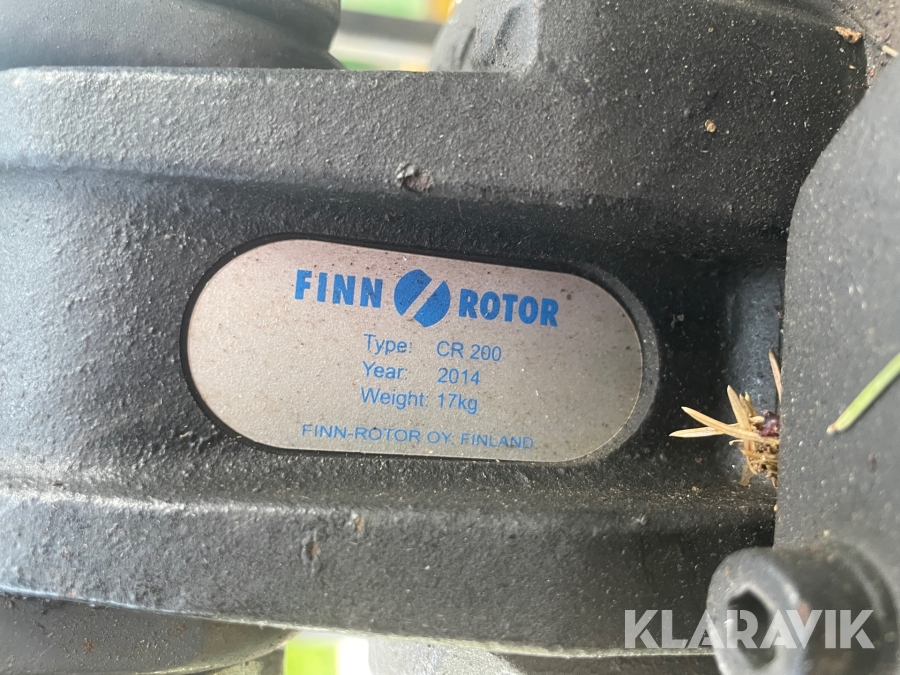 FINN ROTOR
Type: CR 200
Year: 2014
Weight: 17kg
FINN-ROTOR OY, FINLAND
KLARAVIK